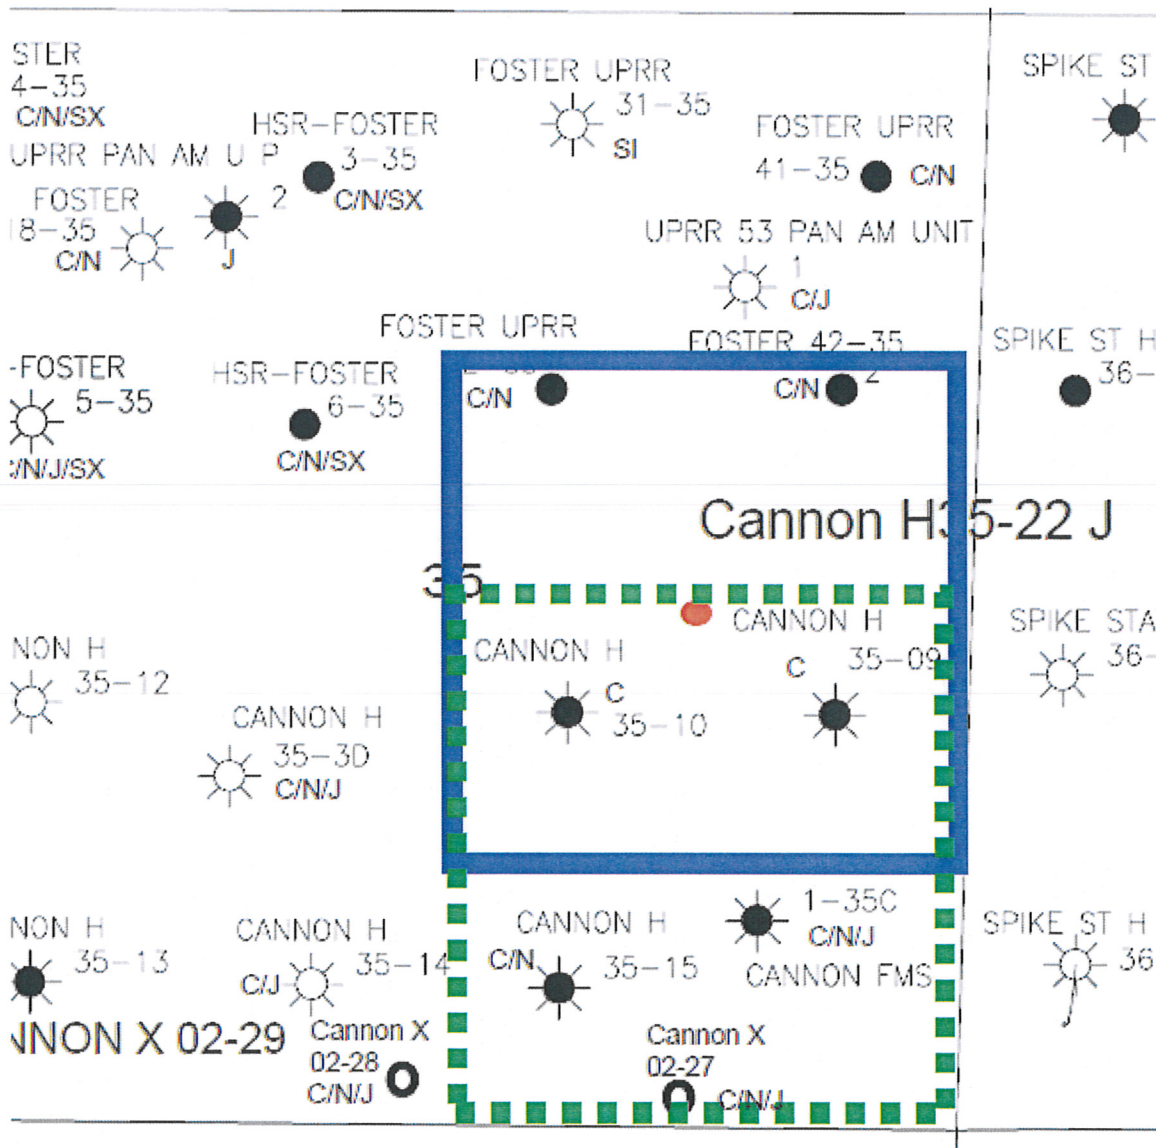 STER
4-35
C/N/SX
FOSTER UPRR
31-35
SI
SPIKE ST
HSR-FOSTER
3-35
C/N/SX
FOSTER UPRR
41-35
C/N
UPRR PAN AM U P
2
J
FOSTER
18-35
C/N
UPRR 53 PAN AM UNIT
1
C/J
FOSTER UPRR
C/N
FOSTER 42-35
2
C/N
SPIKE ST H
36-
-FOSTER
5-35
C/N/J/SX
HSR-FOSTER
6-35
C/N/SX
Cannon H35-22 J
35
CANNON H
35-09
C
SPIKE STA
36-
NON H
35-12
CANNON H
C
35-10
CANNON H
35-3D
C/N/J
1-35C
C/N/J
CANNON FMS
NON H
35-13
CANNON H
35-14
C/J
CANNON H
C/N
35-15
SPIKE ST H
36
J
NNON X 02-29
Cannon X
02-28
C/N/J
Cannon X
02-27
C/N/J